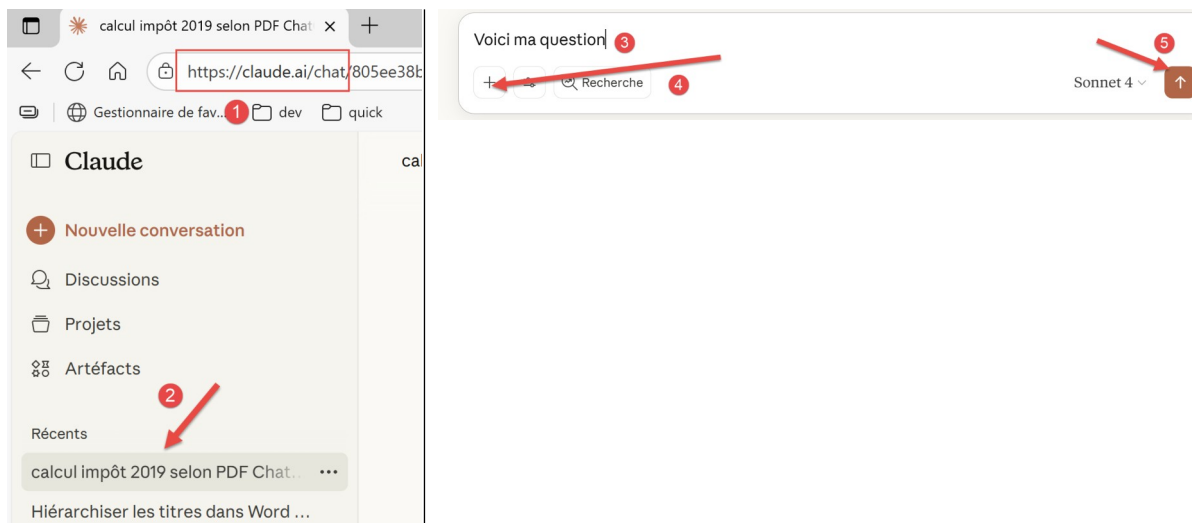 calcul impôt 2019 selon PDF Chat
https://claude.ai/chat/805ee38b
1
Gestionnaire de fav...
dev
quick
Claude
cal
Nouvelle conversation
Discussions
Projets
Artéfacts
2
Récents
calcul impôt 2019 selon PDF Chat...
Hiérarchiser les titres dans Word ...
Voici ma question
3
5
Recherche
4
Sonnet 4